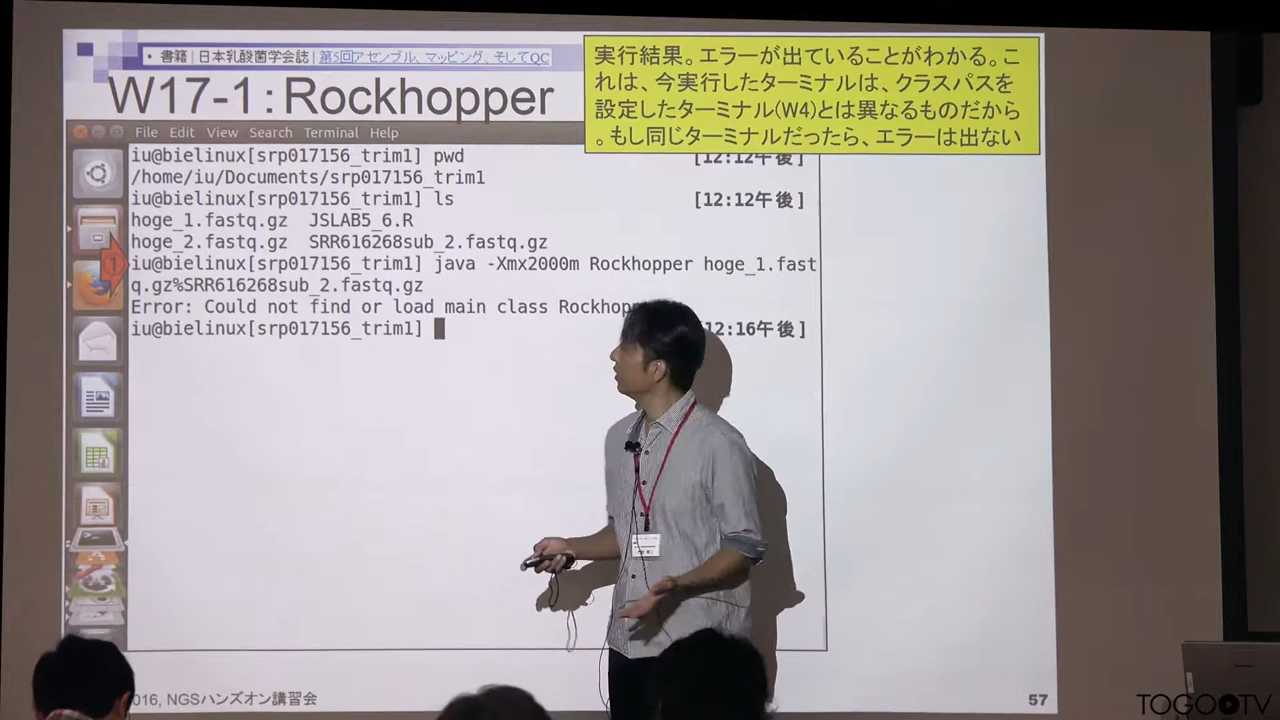 • 書籍 | 日本乳酸菌学会誌 | 第5回アセンブル、マッピング、そしてQC
W17-1：Rockhopper
実行結果。エラーが出ていることがわかる。こ
れは、今実行したターミナルは、クラスパスを
設定したターミナル(W4)とは異なるものだから
。もし同じターミナルだったら、エラーは出ない
File Edit View Search Terminal Help
iu@bielinux[srp017156_trim1] pwd [12:12午後]
/home/iu/Documents/srp017156_trim1
iu@bielinux[srp017156_trim1] ls [12:12午後]
hoge_1.fastq.gz JSLAB5_6.R
hoge_2.fastq.gz SRR616268sub_2.fastq.gz
①
iu@bielinux[srp017156_trim1] java -Xmx2000m Rockhopper hoge_1.fast
q.gz%SRR616268sub_2.fastq.gz
Error: Could not find or load main class
iu@bielinux[srp017156_trim1] 12:16午後]
016, NGSハンズオン講習会
57
TOGOTV